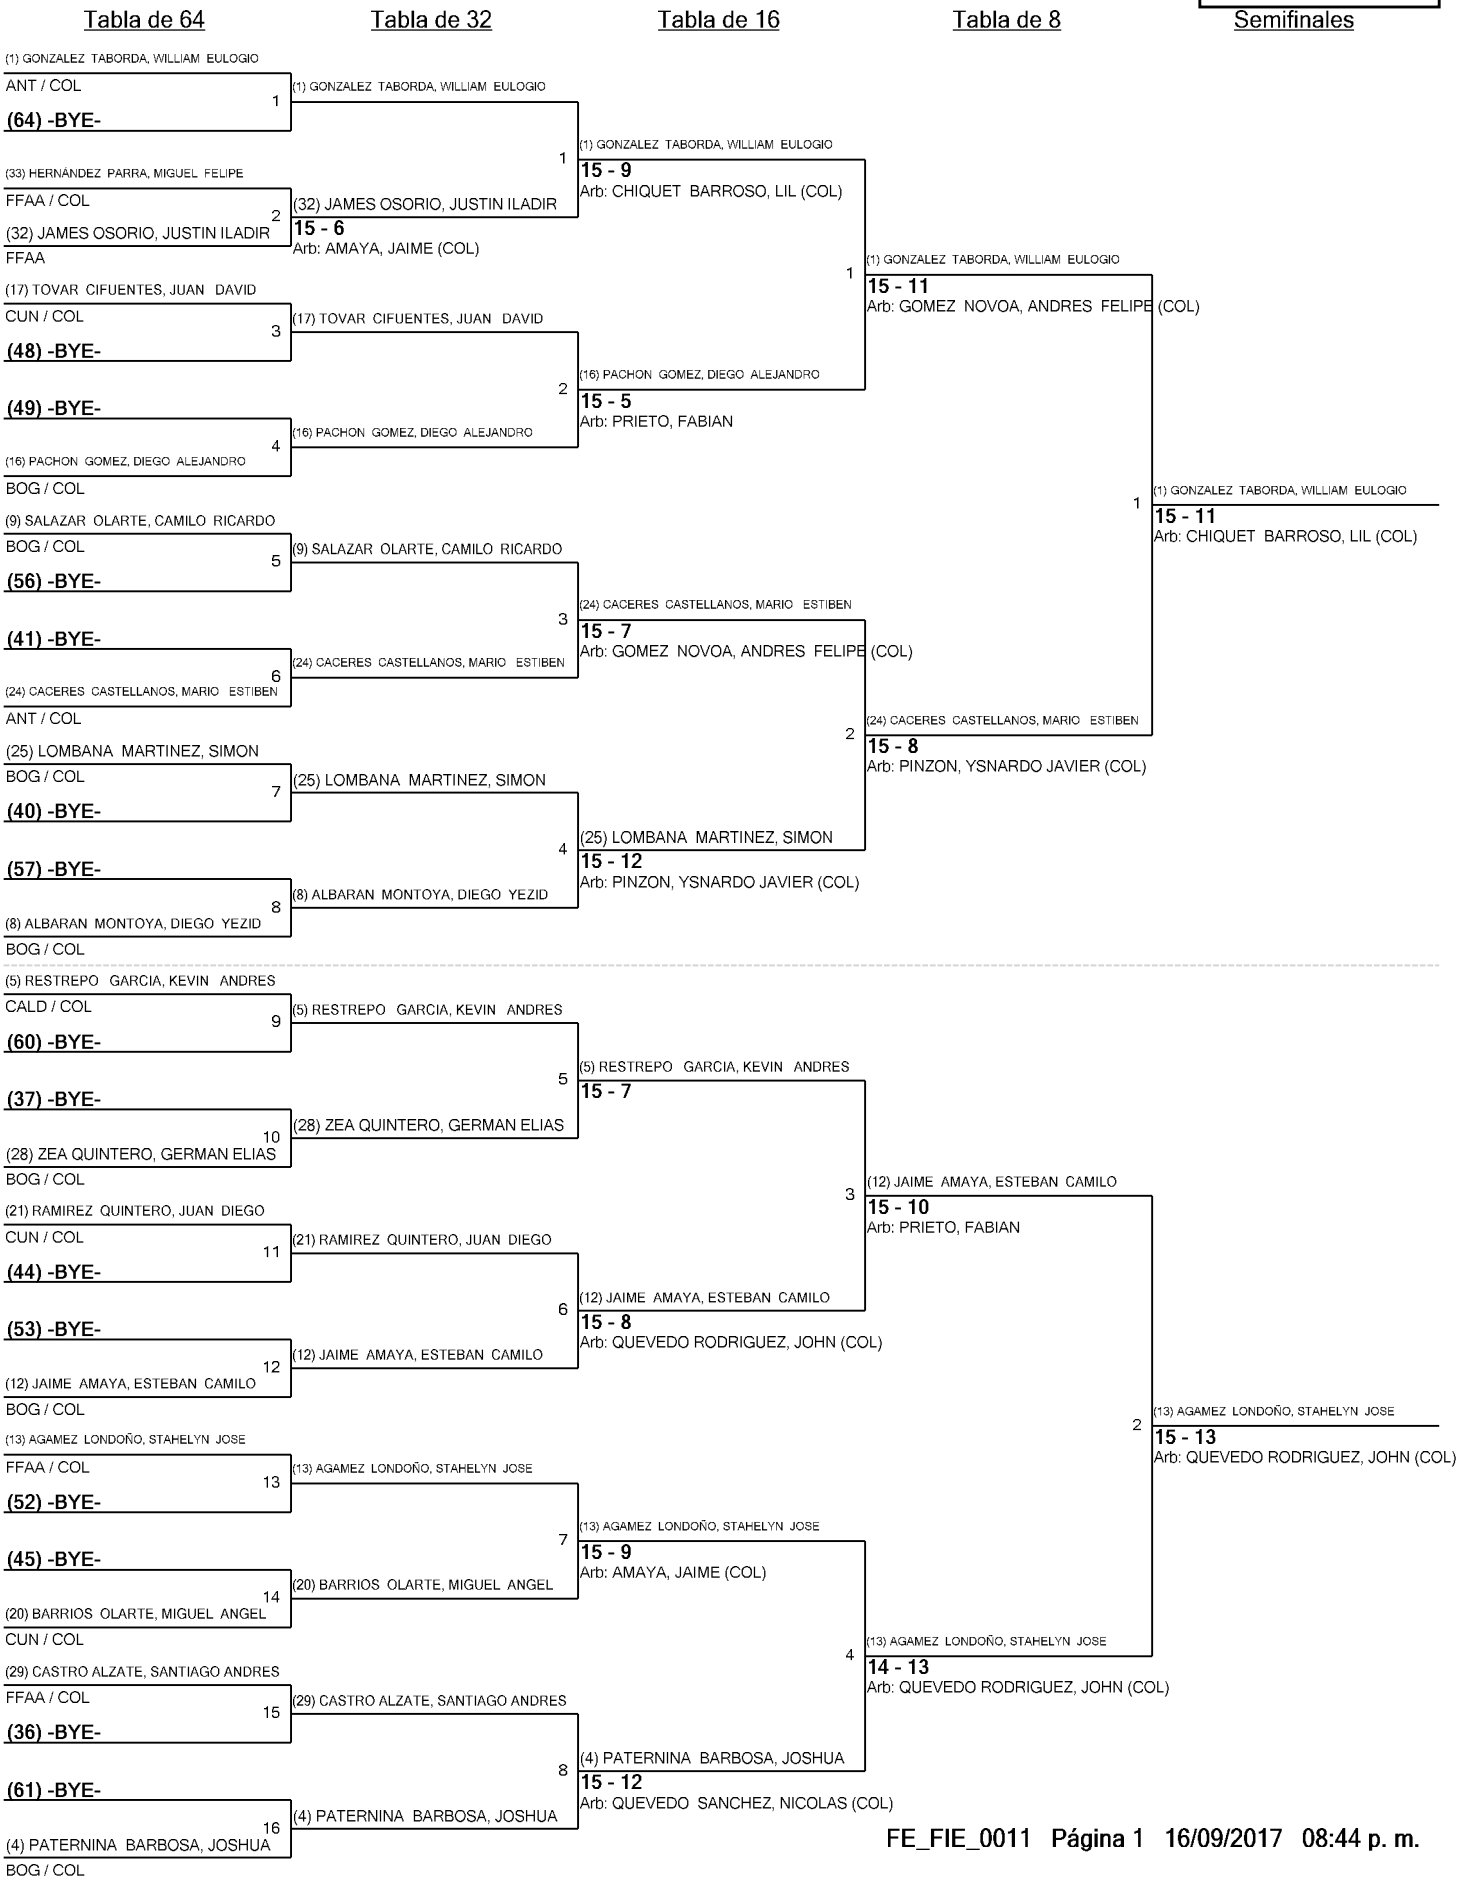 Tabla de 64
Tabla de 32
Tabla de 16
Tabla de 8
Semifinales
(1) GONZALEZ TABORDA, WILLIAM EULOGIO
ANT / COL
1
(64) -BYE-
(33) HERNÁNDEZ PARRA, MIGUEL FELIPE
FFAA / COL
2
(32) JAMES OSORIO, JUSTIN ILADIR
FFAA
(17) TOVAR CIFUENTES, JUAN DAVID
CUN / COL
3
(48) -BYE-
(49) -BYE-
4
(16) PACHON GOMEZ, DIEGO ALEJANDRO
BOG / COL
(9) SALAZAR OLARTE, CAMILO RICARDO
BOG / COL
5
(56) -BYE-
(41) -BYE-
6
(24) CACERES CASTELLANOS, MARIO ESTIBEN
ANT / COL
(25) LOMBANA MARTINEZ, SIMON
BOG / COL
7
(40) -BYE-
(57) -BYE-
8
(8) ALBARAN MONTOYA, DIEGO YEZID
BOG / COL
(5) RESTREPO GARCIA, KEVIN ANDRES
CALD / COL
9
(60) -BYE-
(37) -BYE-
10
(28) ZEA QUINTERO, GERMAN ELIAS
BOG / COL
(21) RAMIREZ QUINTERO, JUAN DIEGO
CUN / COL
11
(44) -BYE-
(53) -BYE-
12
(12) JAIME AMAYA, ESTEBAN CAMILO
BOG / COL
(13) AGAMEZ LONDOÑO, STAHELYN JOSE
FFAA / COL
13
(52) -BYE-
(45) -BYE-
14
(20) BARRIOS OLARTE, MIGUEL ANGEL
CUN / COL
(29) CASTRO ALZATE, SANTIAGO ANDRES
FFAA / COL
15
(36) -BYE-
(61) -BYE-
16
(4) PATERNINA BARBOSA, JOSHUA
BOG / COL
(1) GONZALEZ TABORDA, WILLIAM EULOGIO
1
(32) JAMES OSORIO, JUSTIN ILADIR
15 - 6
Arb: AMAYA, JAIME (COL)
(17) TOVAR CIFUENTES, JUAN DAVID
2
(16) PACHON GOMEZ, DIEGO ALEJANDRO
(9) SALAZAR OLARTE, CAMILO RICARDO
3
(24) CACERES CASTELLANOS, MARIO ESTIBEN
(25) LOMBANA MARTINEZ, SIMON
4
(8) ALBARAN MONTOYA, DIEGO YEZID
(5) RESTREPO GARCIA, KEVIN ANDRES
5
(28) ZEA QUINTERO, GERMAN ELIAS
(21) RAMIREZ QUINTERO, JUAN DIEGO
6
(12) JAIME AMAYA, ESTEBAN CAMILO
(13) AGAMEZ LONDOÑO, STAHELYN JOSE
7
(20) BARRIOS OLARTE, MIGUEL ANGEL
(29) CASTRO ALZATE, SANTIAGO ANDRES
8
(4) PATERNINA BARBOSA, JOSHUA
(1) GONZALEZ TABORDA, WILLIAM EULOGIO
15 - 9
Arb: CHIQUET BARROSO, LIL (COL)
1
(16) PACHON GOMEZ, DIEGO ALEJANDRO
15 - 5
Arb: PRIETO, FABIAN
(24) CACERES CASTELLANOS, MARIO ESTIBEN
15 - 7
Arb: GOMEZ NOVOA, ANDRES FELIPE (COL)
2
(25) LOMBANA MARTINEZ, SIMON
15 - 12
Arb: PINZON, YSNARDO JAVIER (COL)
(5) RESTREPO GARCIA, KEVIN ANDRES
15 - 7
3
(12) JAIME AMAYA, ESTEBAN CAMILO
15 - 8
Arb: QUEVEDO RODRIGUEZ, JOHN (COL)
(13) AGAMEZ LONDOÑO, STAHELYN JOSE
15 - 9
Arb: AMAYA, JAIME (COL)
4
(4) PATERNINA BARBOSA, JOSHUA
15 - 12
Arb: QUEVEDO SANCHEZ, NICOLAS (COL)
(1) GONZALEZ TABORDA, WILLIAM EULOGIO
15 - 11
Arb: GOMEZ NOVOA, ANDRES FELIPE (COL)
1
(24) CACERES CASTELLANOS, MARIO ESTIBEN
15 - 8
Arb: PINZON, YSNARDO JAVIER (COL)
(12) JAIME AMAYA, ESTEBAN CAMILO
15 - 10
Arb: PRIETO, FABIAN
2
(13) AGAMEZ LONDOÑO, STAHELYN JOSE
14 - 13
Arb: QUEVEDO RODRIGUEZ, JOHN (COL)
(1) GONZALEZ TABORDA, WILLIAM EULOGIO
15 - 11
Arb: CHIQUET BARROSO, LIL (COL)
(13) AGAMEZ LONDOÑO, STAHELYN JOSE
15 - 13
Arb: QUEVEDO RODRIGUEZ, JOHN (COL)
FE_FIE_0011 Página 1 16/09/2017 08:44 p. m.